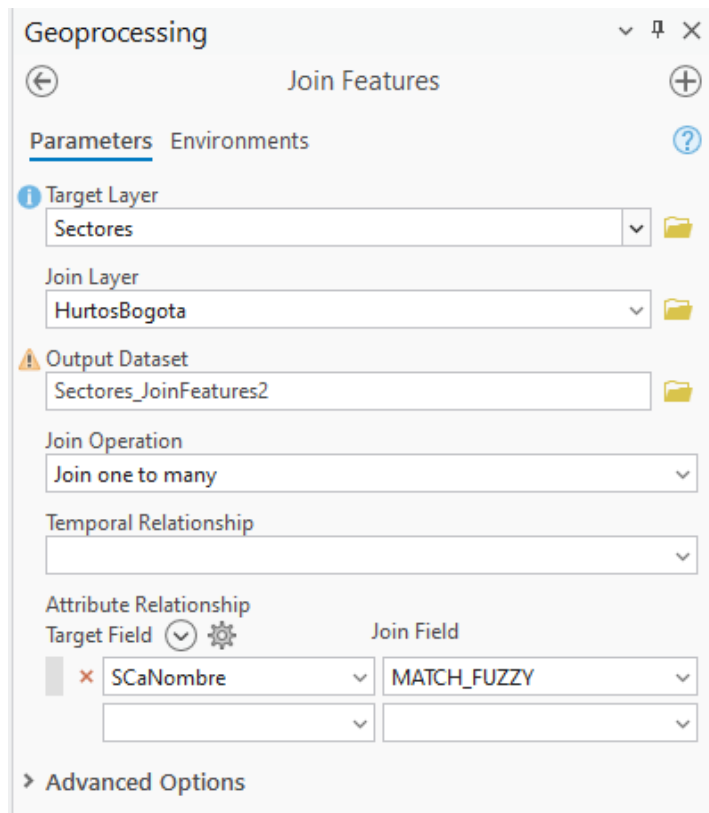 Geoprocessing
Join Features
Parameters Environments
Target Layer
Sectores
Join Layer
HurtosBogota
Output Dataset
Sectores_JoinFeatures2
Join Operation
Join one to many
Temporal Relationship
Attribute Relationship
Target Field Join Field
SCaNombre MATCH_FUZZY
Advanced Options